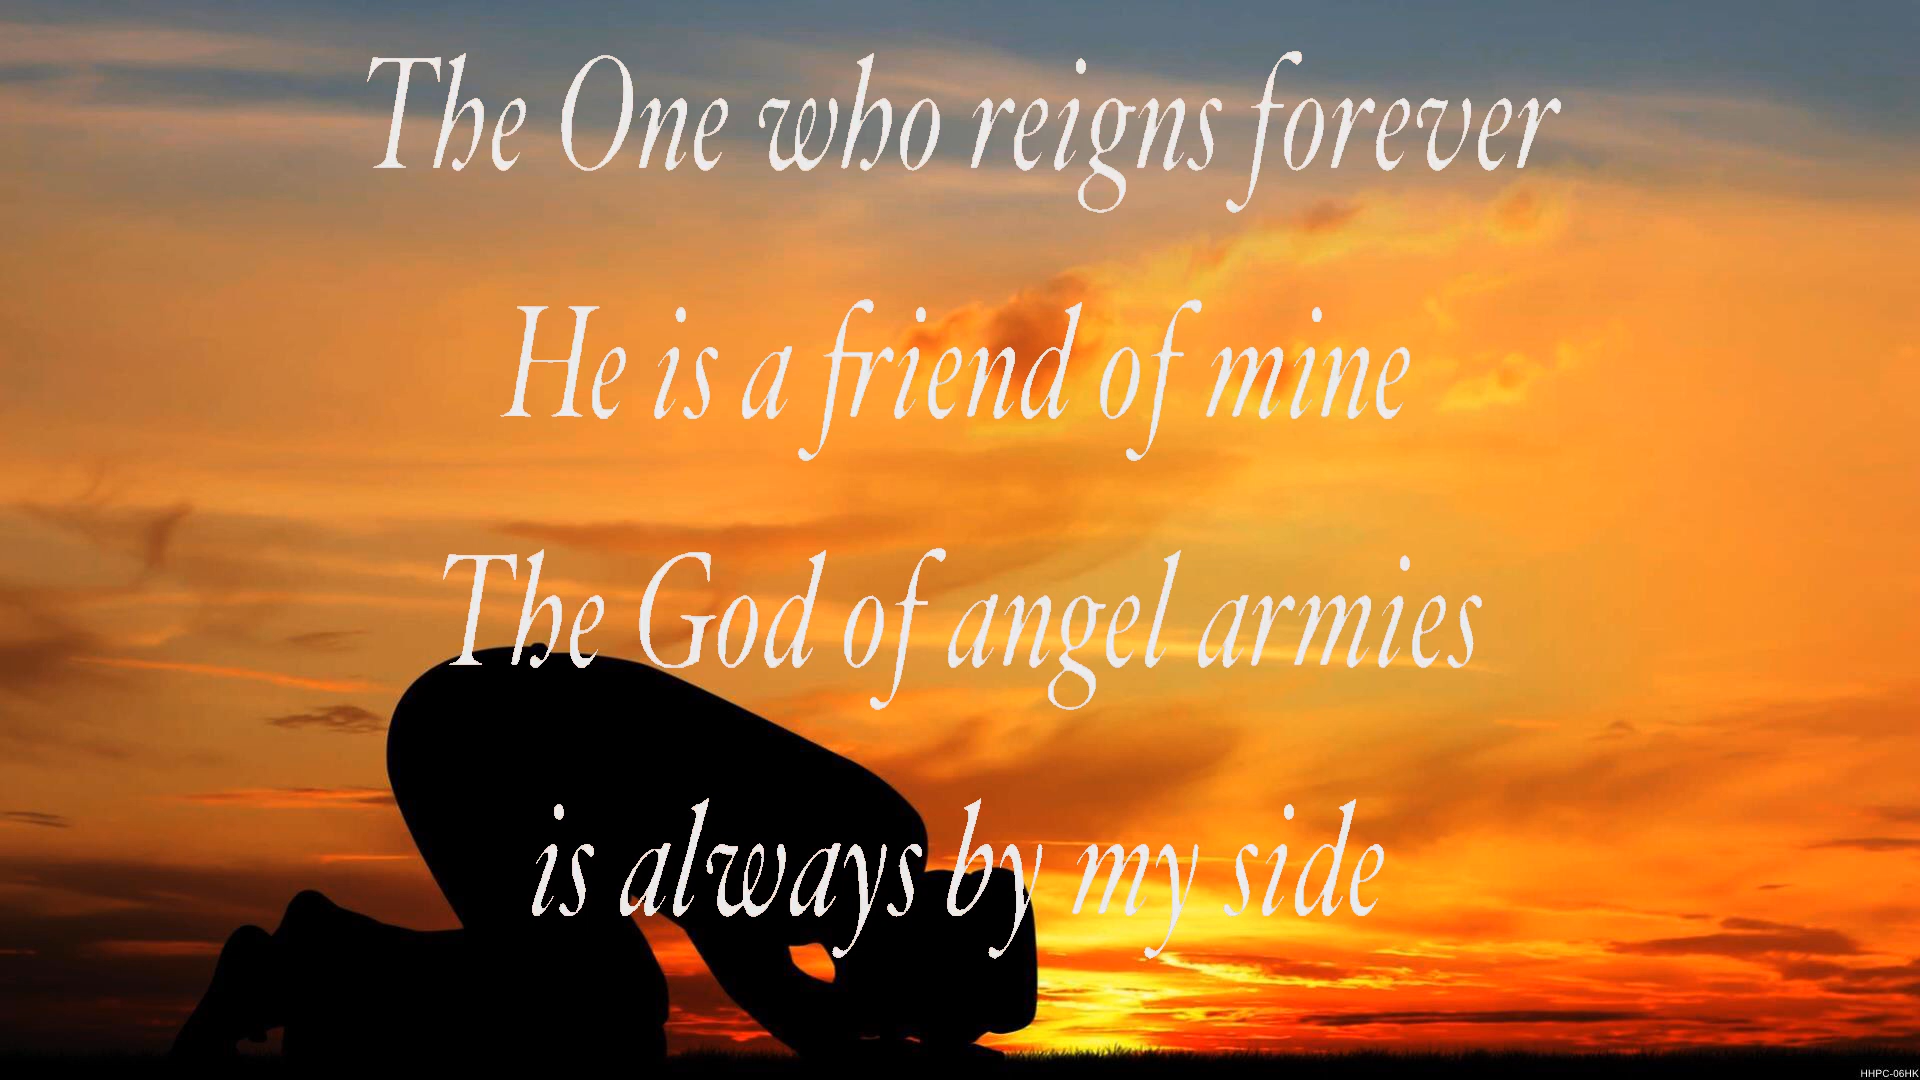 The One who reigns forever
He is a friend of mine
The God of angel armies
is always by my side
HHPC-06HK